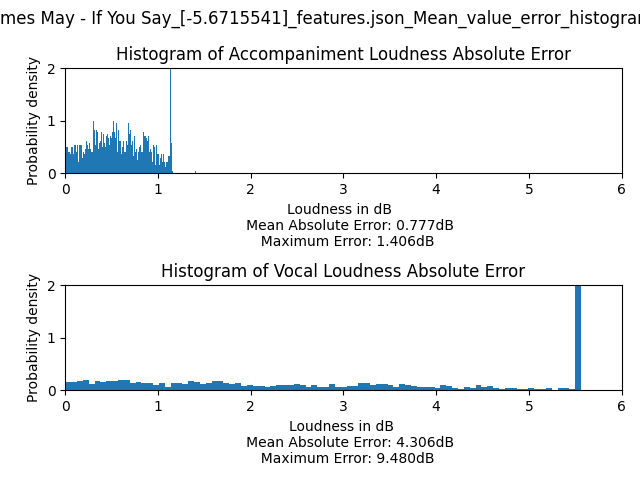 mes May - If You Say_[-5.6715541]_features.json_Mean_value_error_histogram
Histogram of Accompaniment Loudness Absolute Error
Probability density
2
1
0
0 1 2 3 4 5 6
Loudness in dB
Mean Absolute Error: 0.777dB
Maximum Error: 1.406dB
Histogram of Vocal Loudness Absolute Error
Probability density
2
1
0
0 1 2 3 4 5 6
Loudness in dB
Mean Absolute Error: 4.306dB
Maximum Error: 9.480dB